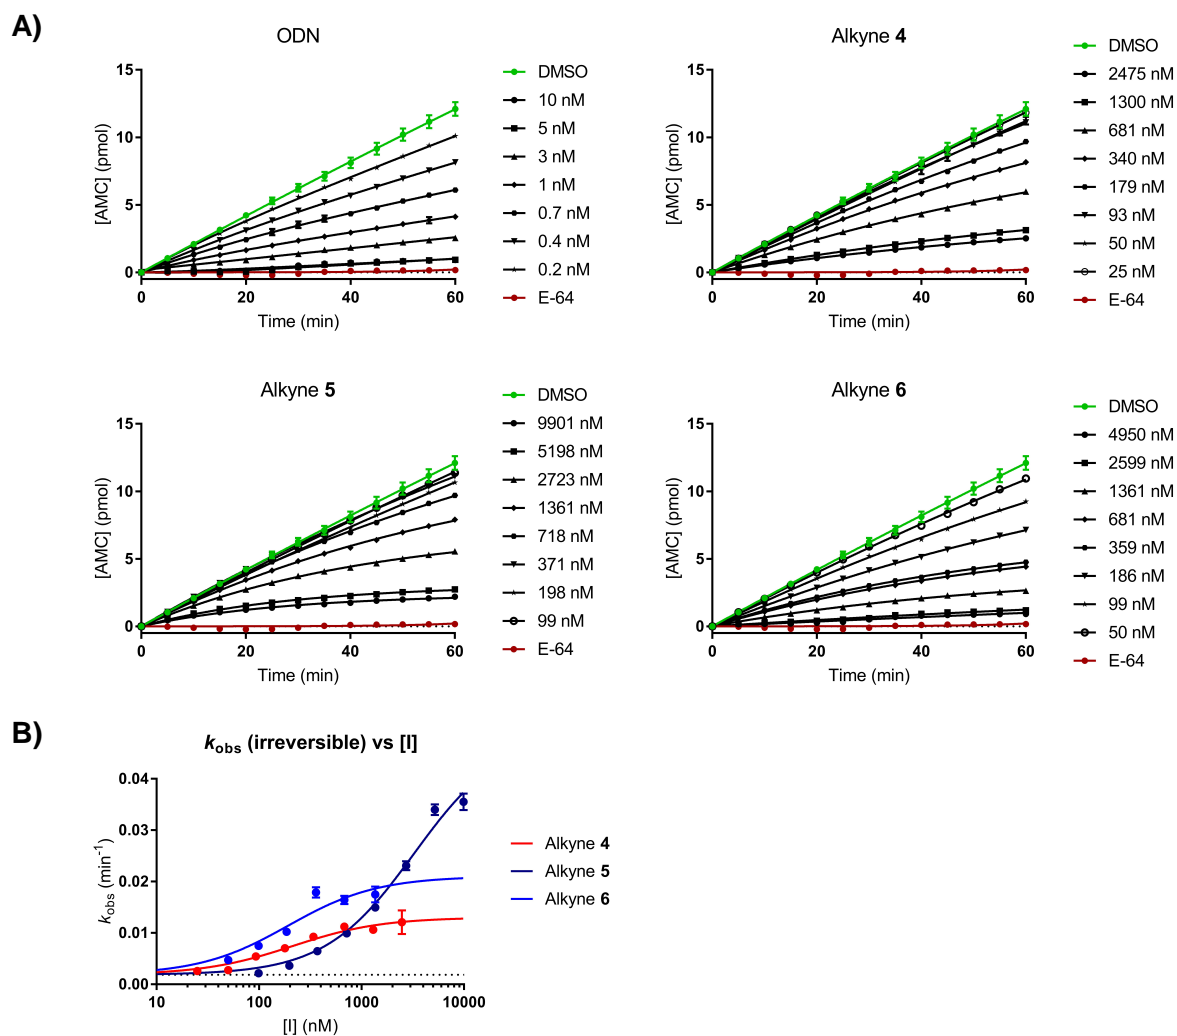 A)
ODN
15
10
5
0
[AMC] (pmol)
0
20
40
60
Time (min)
DMSO
10 nM
5 nM
3 nM
1 nM
0.7 nM
0.4 nM
0.2 nM
E-64
Alkyne 4
15
10
5
0
[AMC] (pmol)
0
20
40
60
Time (min)
DMSO
2475 nM
1300 nM
681 nM
340 nM
179 nM
93 nM
50 nM
25 nM
E-64
Alkyne 5
15
10
5
0
[AMC] (pmol)
0
20
40
60
Time (min)
DMSO
9901 nM
5198 nM
2723 nM
1361 nM
718 nM
371 nM
198 nM
99 nM
E-64
Alkyne 6
15
10
5
0
[AMC] (pmol)
0
20
40
60
Time (min)
DMSO
4950 nM
2599 nM
1361 nM
681 nM
359 nM
186 nM
99 nM
50 nM
E-64
B)
kobs (irreversible) vs [I]
0.04
0.03
0.02
0.01
0.00
kobs (min-1)
10
100
1000
10000
[I] (nM)
Alkyne 4
Alkyne 5
Alkyne 6